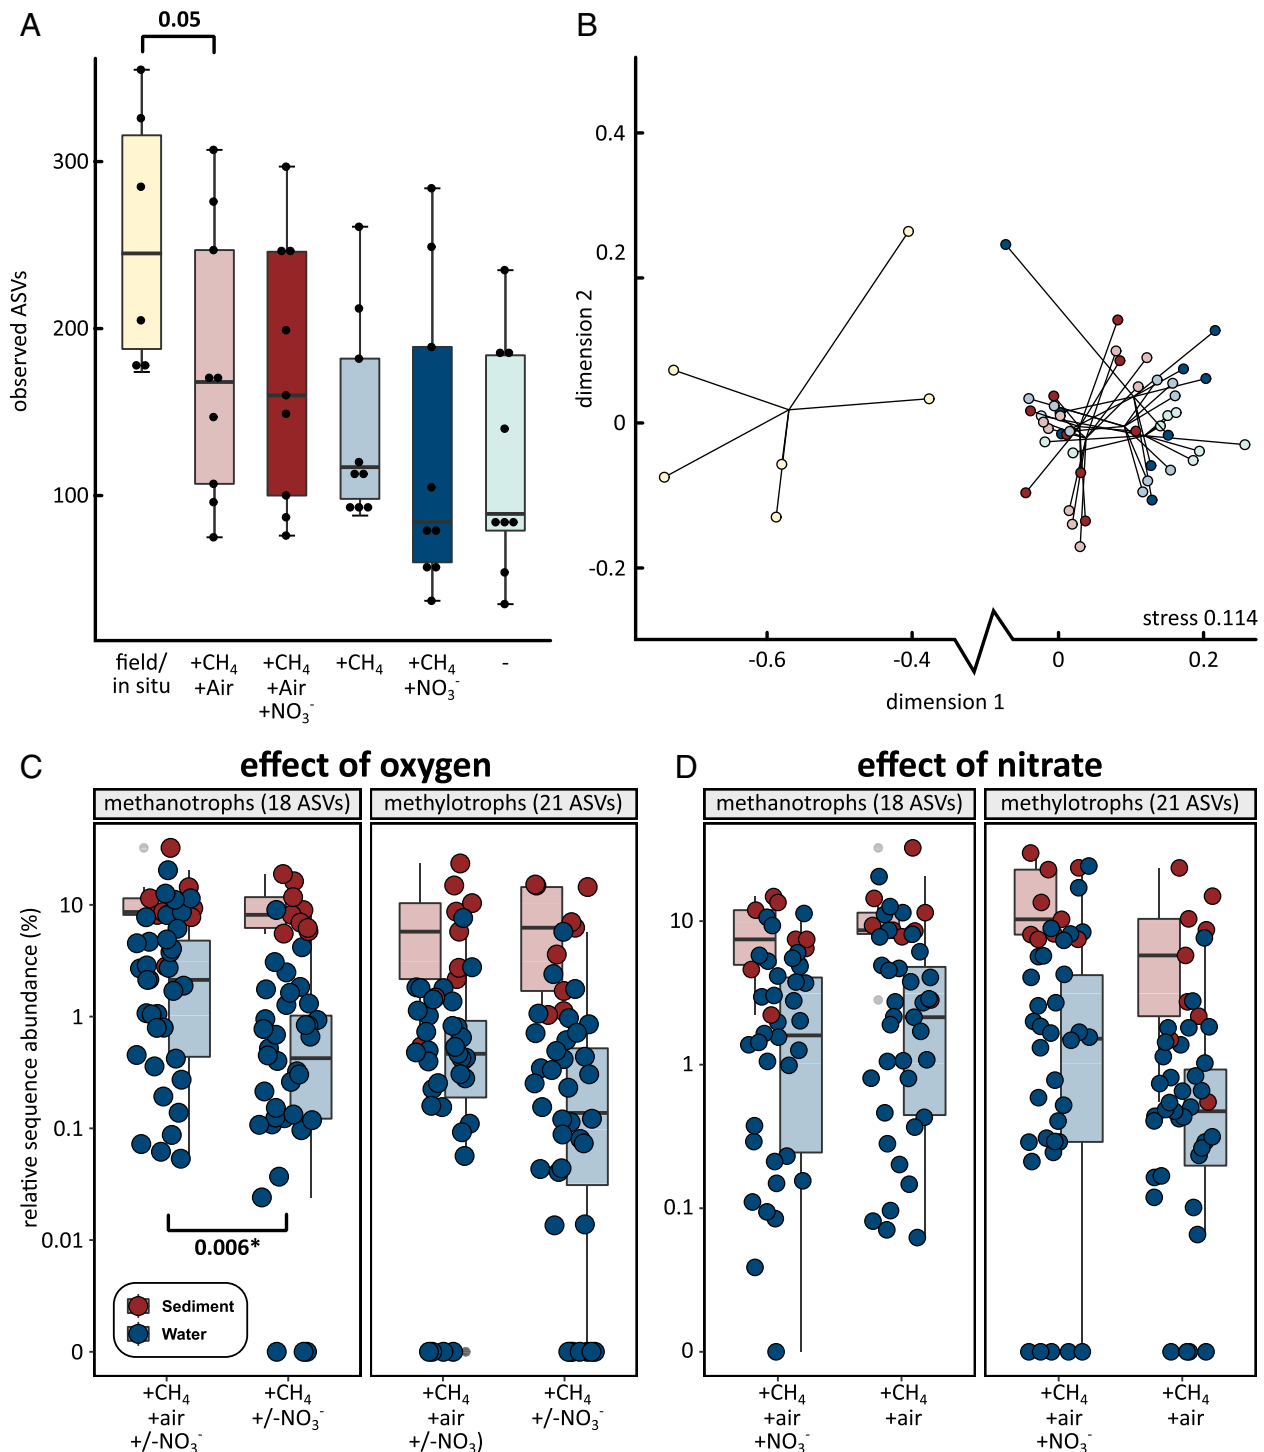 A
0.05
observed ASVs
300
200
100
field/
in situ
+CH4
+Air
+CH4
+Air
+NO3-
+CH4
+CH4
+NO3-
-
B
dimension 2
0.4
0.2
0
-0.2
stress 0.114
-0.6
-0.4
0
0.2
dimension 1
C
effect of oxygen
methanotrophs (18 ASVs)
methylotrophs (21 ASVs)
relative sequence abundance (%)
10
1
0.1
0.01
0
0.006*
Sediment
Water
+CH4
+air
+/-NO3-
+CH4
+/-NO3-
+CH4
+air
+/-NO3)
+CH4
+/-NO3-
D
effect of nitrate
methanotrophs (18 ASVs)
methylotrophs (21 ASVs)
10
1
0.1
0
+CH4
+air
+NO3-
+CH4
+air
+CH4
+air
+NO3-
+CH4
+air